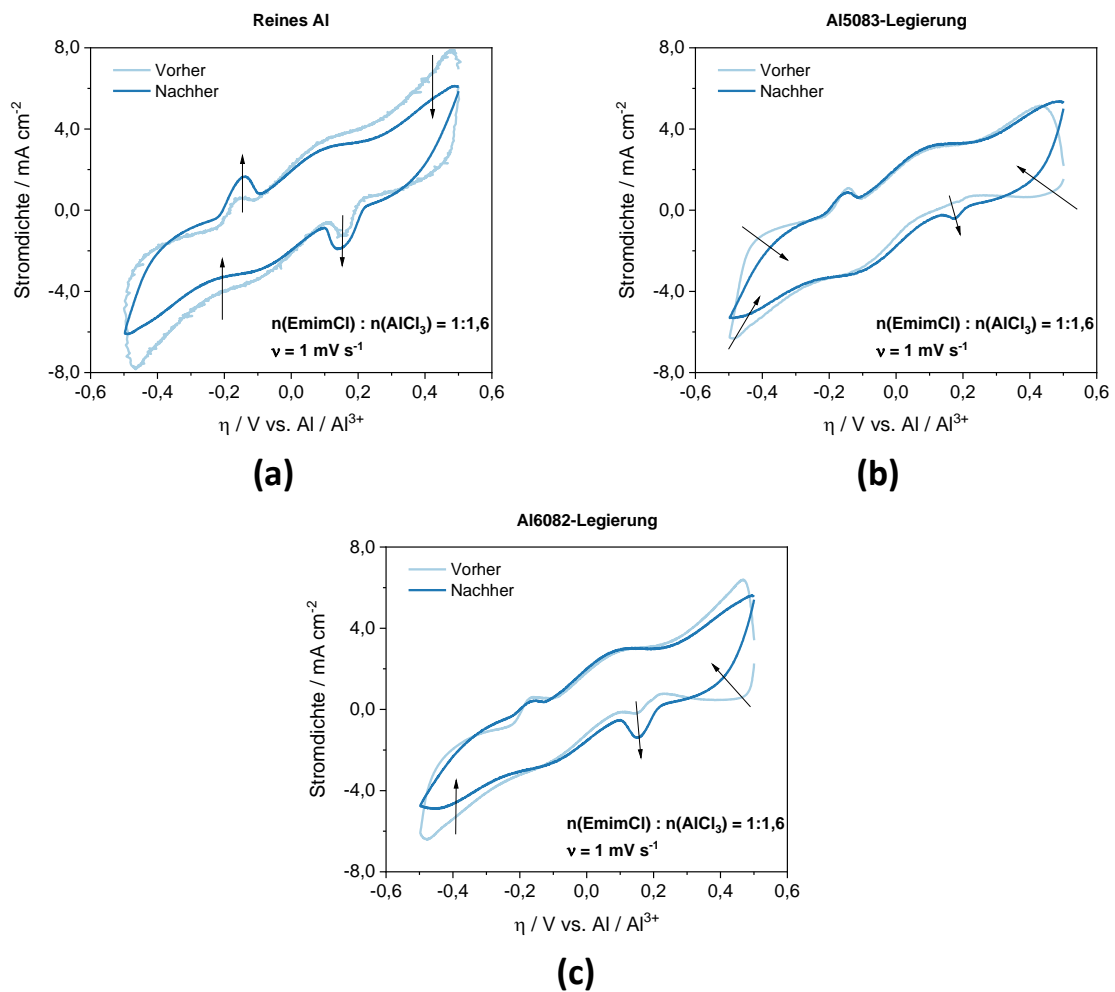 Reines Al
8,0
4,0
0,0
-4,0
-8,0
Stromdichte / mA cm⁻²
Vorher
Nachher
n(EmimCl) : n(AlCl₃) = 1:1,6
ν = 1 mV s⁻¹
-0,6 -0,4 -0,2 0,0 0,2 0,4 0,6
η / V vs. Al / Al³⁺
(a)
Al5083-Legierung
8,0
4,0
0,0
-4,0
-8,0
Stromdichte / mA cm⁻²
Vorher
Nachher
n(EmimCl) : n(AlCl₃) = 1:1,6
ν = 1 mV s⁻¹
-0,6 -0,4 -0,2 0,0 0,2 0,4 0,6
η / V vs. Al / Al³⁺
(b)
Al6082-Legierung
8,0
4,0
0,0
-4,0
-8,0
Stromdichte / mA cm⁻²
Vorher
Nachher
n(EmimCl) : n(AlCl₃) = 1:1,6
ν = 1 mV s⁻¹
-0,6 -0,4 -0,2 0,0 0,2 0,4 0,6
η / V vs. Al / Al³⁺
(c)